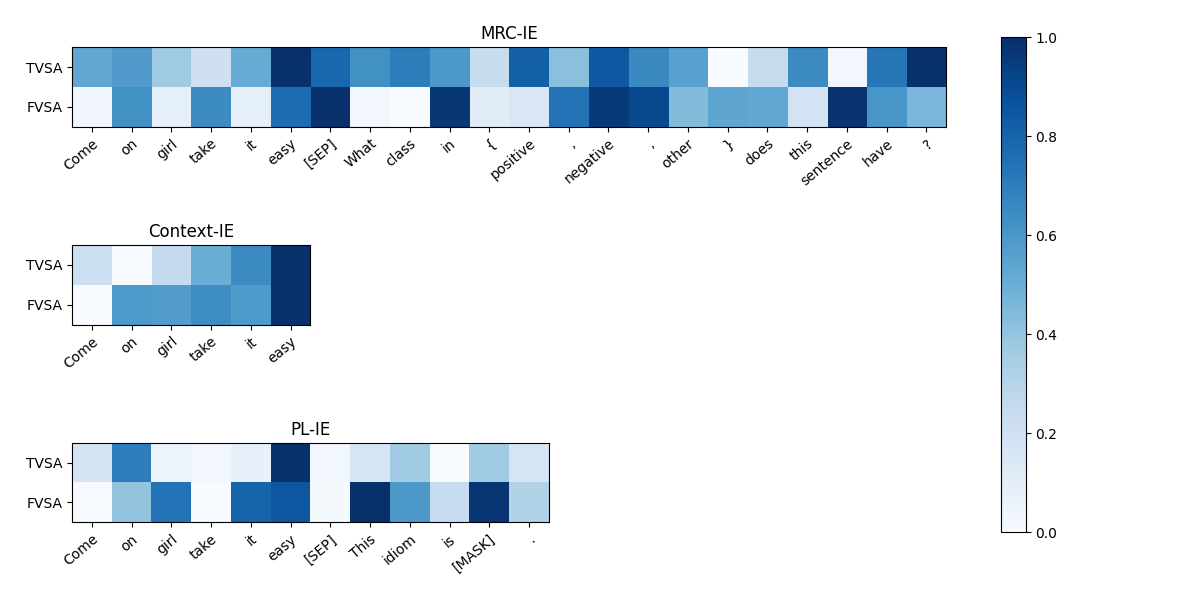 MRC-IE
TVSA
FVSA
Come on girl take it easy [SEP] What class in { positive , negative , other } does this sentence have ?
Context-IE
TVSA
FVSA
Come on girl take it easy
PL-IE
TVSA
FVSA
Come on girl take it easy [SEP] This idiom is [MASK] .
1.0
0.8
0.6
0.4
0.2
0.0